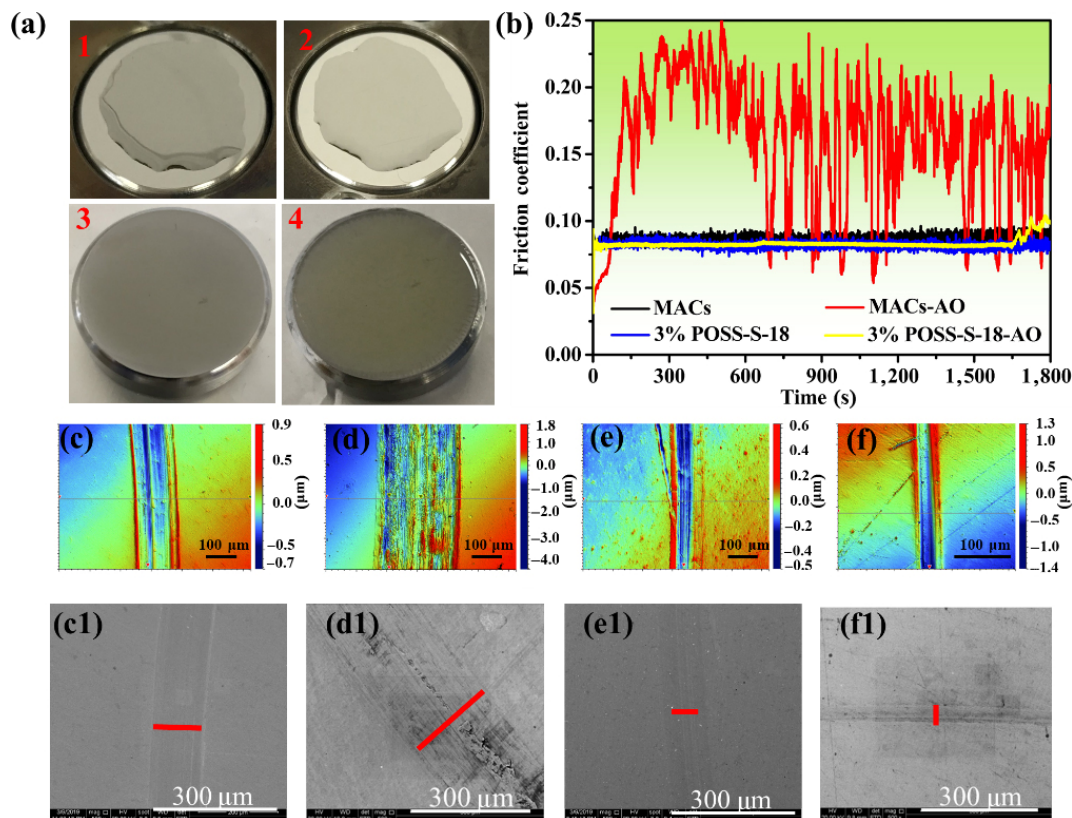 (a)
1
2
3
4
(b)
Friction coefficient
0.25
0.20
0.15
0.10
0.05
0.00
MACs
MACs-AO
3% POSS-S-18
3% POSS-S-18-AO
0
300
600
900
1,200
1,500
1,800
Time (s)
(c)
0.9
0.5
0.0
−0.5
−0.7
(μm)
100 μm
(d)
1.8
1.0
0.0
−1.0
−2.0
−3.0
−4.0
(μm)
100 μm
(e)
0.6
0.4
0.2
0.0
−0.2
−0.5
(μm)
100 μm
(f)
1.3
0.5
−0.5
−1.0
−1.4
(μm)
100 μm
(c1)
300 μm
(d1)
300 μm
(e1)
300 μm
(f1)
300 μm